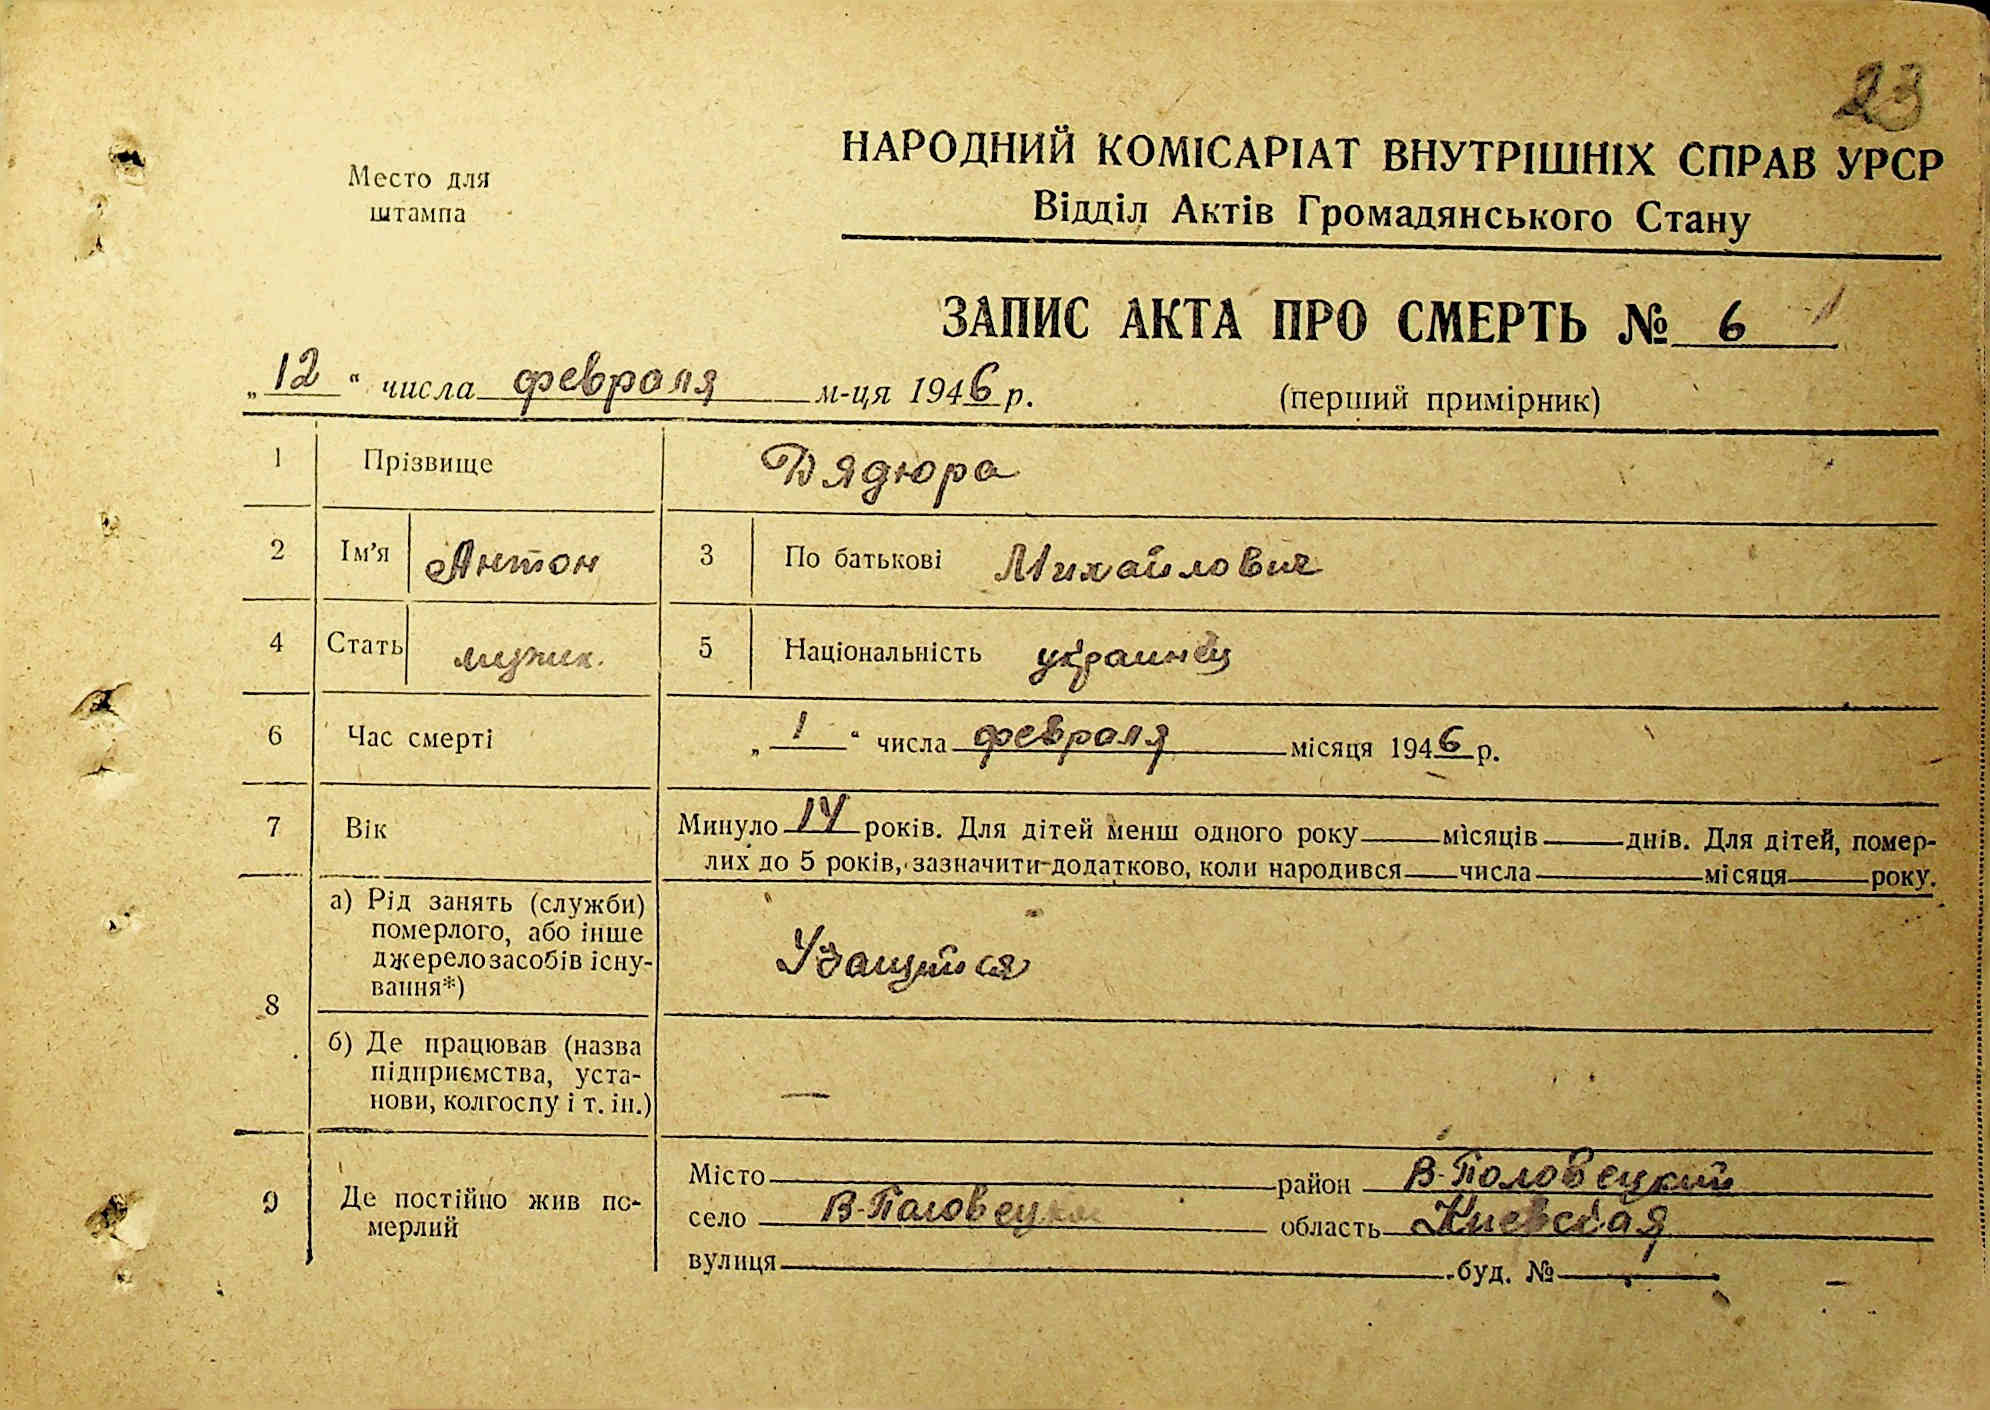 23
Место для
штампа
НАРОДНИЙ КОМІСАРІАТ ВНУТРІШНІХ СПРАВ УРСР
Відділ Актів Громадянського Стану
ЗАПИС АКТА ПРО СМЕРТЬ № 6
„12“ числа февраля м-ця 1946 р.
(перший примірник)
1 Прізвище Дядюра
2 Ім’я Антон 3 По батькові Михайлович
4 Стать мужик. 5 Національність украинец
6 Час смерті „1“ числа февраля місяця 1946 р.
7 Вік Минуло 14 років. Для дітей менш одного року місяців днів. Для дітей, помер-
лих до 5 років, зазначити додатково, коли народився числа місяця року.
8 а) Рід занять (служби)
померлого, або інше
джерело засобів існу-
вання*)
Учащийся
б) Де працював (назва
підприємства, уста-
нови, колгоспу і т. ін.)
—
9 Де постійно жив по-
мерлий
Місто район В-Половецкий
село В-Половецкое область Киевская
вулиця буд. №